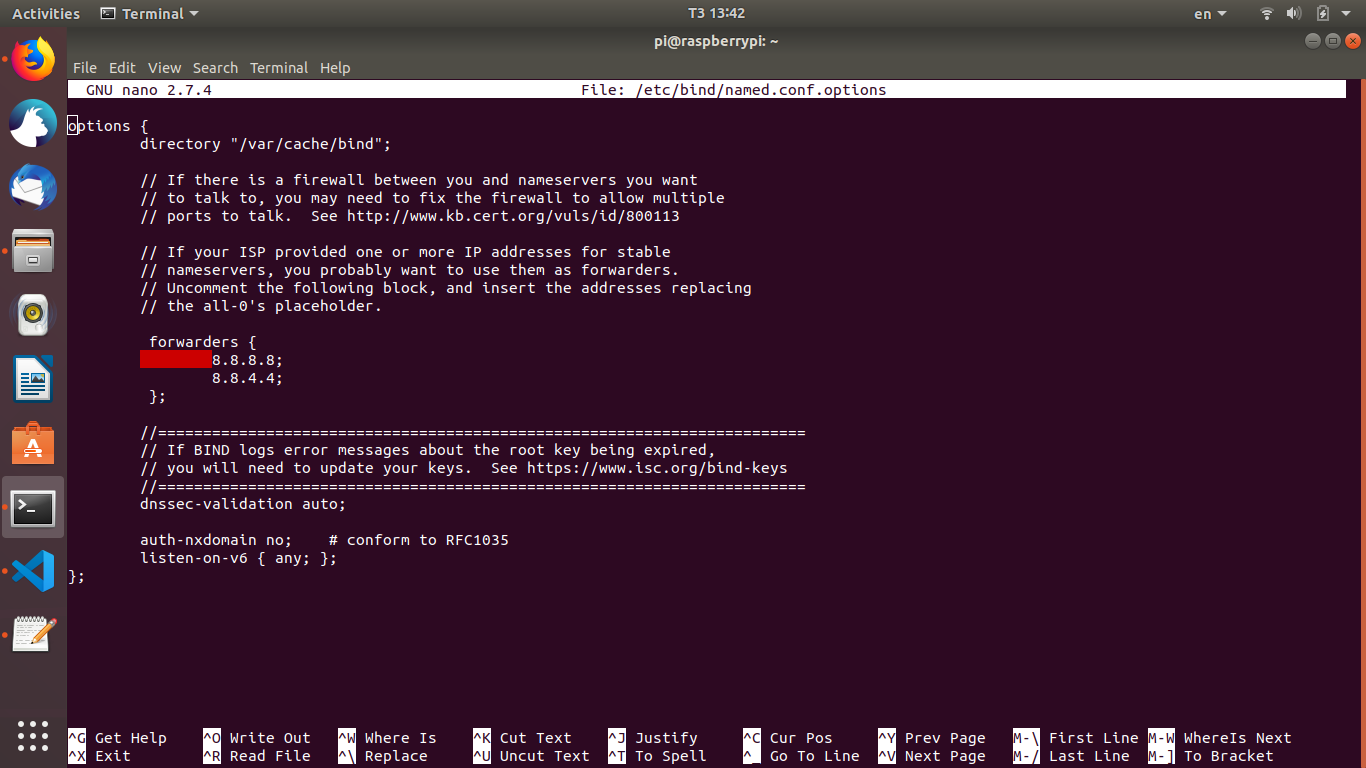 Activities Terminal T3 13:42 en
pi@raspberrypi: ~
File Edit View Search Terminal Help
GNU nano 2.7.4 File: /etc/bind/named.conf.options
options {
directory "/var/cache/bind";
// If there is a firewall between you and nameservers you want
// to talk to, you may need to fix the firewall to allow multiple
// ports to talk.  See http://www.kb.cert.org/vuls/id/800113
// If your ISP provided one or more IP addresses for stable
// nameservers, you probably want to use them as forwarders.
// Uncomment the following block, and insert the addresses replacing
// the all-0's placeholder.
forwarders {
8.8.8.8;
8.8.4.4;
};
//========================================================================
// If BIND logs error messages about the root key being expired,
// you will need to update your keys.  See https://www.isc.org/bind-keys
//========================================================================
dnssec-validation auto;
auth-nxdomain no;    # conform to RFC1035
listen-on-v6 { any; };
};
^G Get Help ^O Write Out ^W Where Is ^K Cut Text ^J Justify ^C Cur Pos ^Y Prev Page M-\ First Line M-W WhereIs Next
^X Exit ^R Read File ^\ Replace ^U Uncut Text ^T To Spell ^_ Go To Line ^V Next Page M-/ Last Line M-] To Bracket